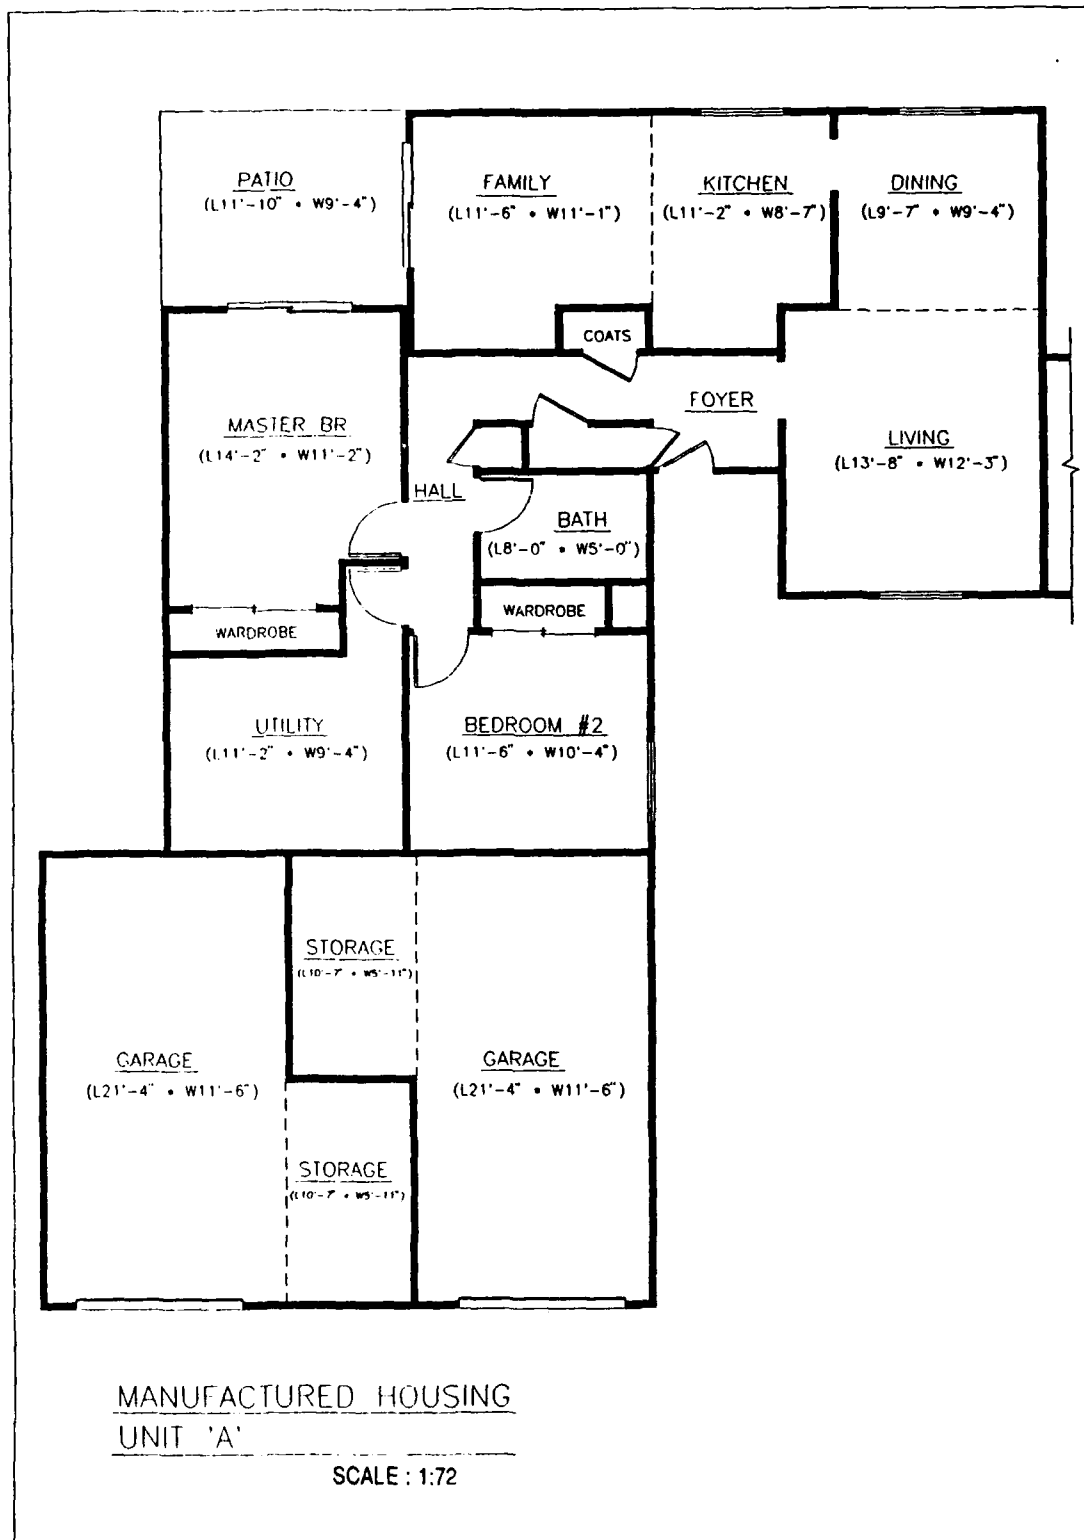 PATIO
(L11'-10" * W9'-4")
FAMILY
(L11'-6" * W11'-1")
KITCHEN
(L11'-2" * W8'-7")
DINING
(L9'-7" * W9'-4")
COATS
FOYER
MASTER BR
(L14'-2" * W11'-2")
LIVING
(L13'-8" * W12'-3")
HALL
BATH
(L8'-0" * W5'-0")
WARDROBE
WARDROBE
UTILITY
(L11'-2" * W9'-4")
BEDROOM #2
(L11'-6" * W10'-4")
STORAGE
(L10'-7" * W5'-11")
GARAGE
(L21'-4" * W11'-6")
GARAGE
(L21'-4" * W11'-6")
STORAGE
(L10'-7" * W5'-11")
MANUFACTURED HOUSING
UNIT 'A'
SCALE : 1:72